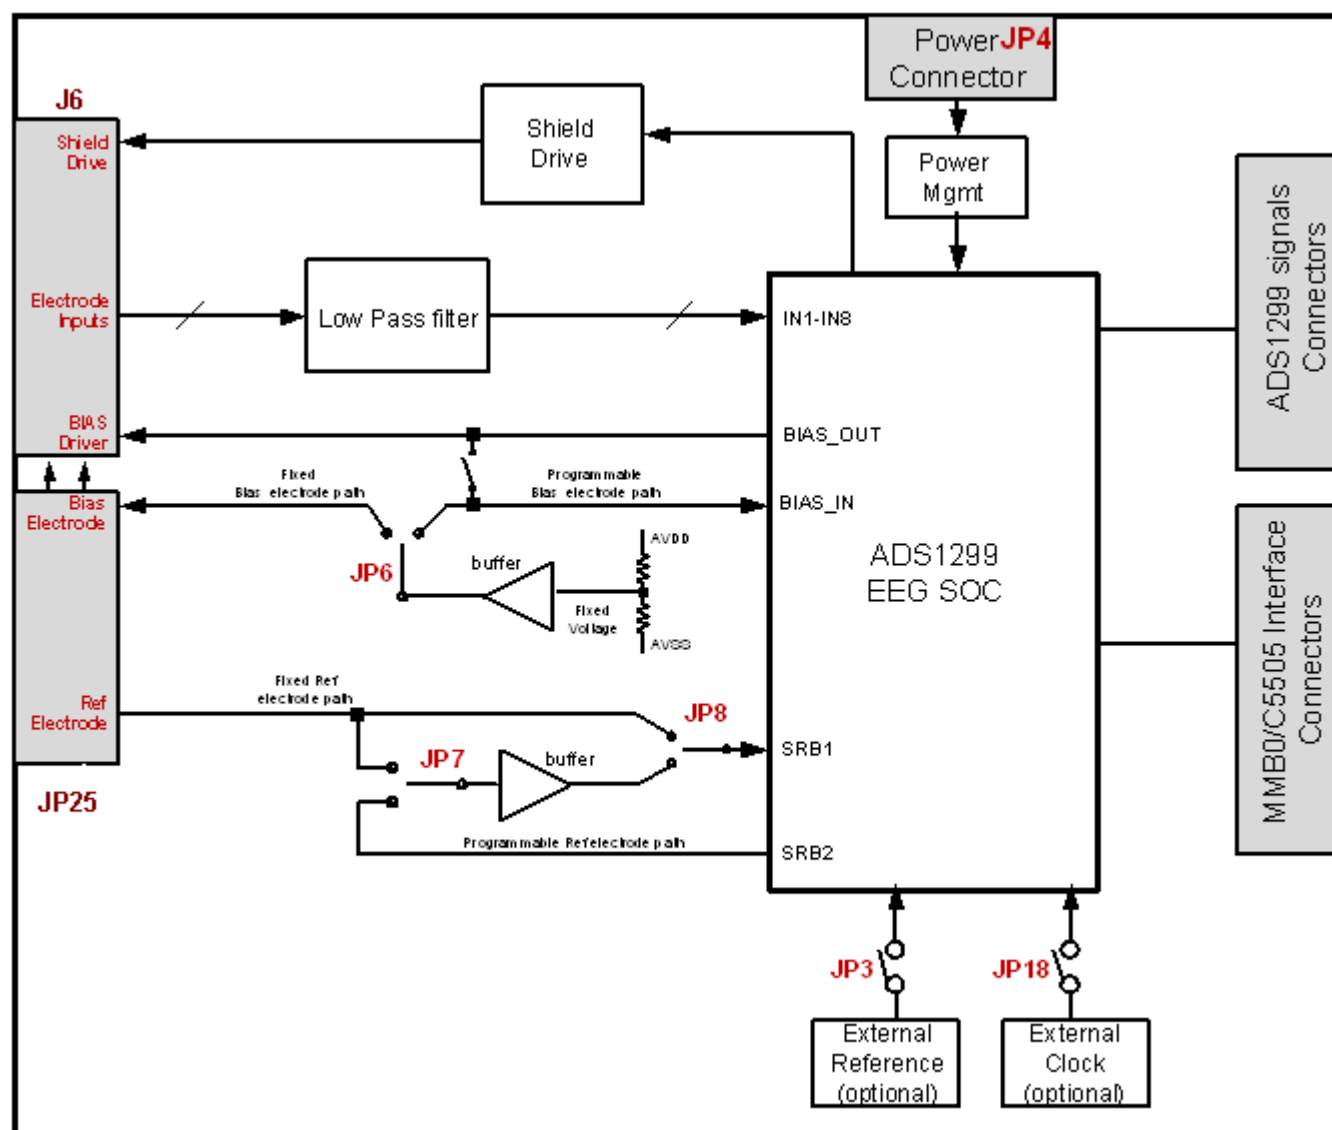 Power JP4
Connector
J6
Shield
Drive
Shield
Drive
Power
Mgmt
ADS1299 signals
Connectors
Electrode
Inputs
Low Pass filter
IN1-IN8
BIAS
Driver
BIAS_OUT
Fixed
Bias electrode path
Programmable
Bias electrode path
Bias
Electrode
BIAS_IN
AVDD
ADS1299
EEG SOC
JP6
buffer
Fixed
Voltage
AVSS
MMB0/C5505 Interface
Connectors
Fixed Ref
electrode path
Ref
Electrode
JP8
JP7
buffer
SRB1
JP25
Programmable Ref electrode path
SRB2
JP3
JP18
External
Reference
(optional)
External
Clock
(optional)